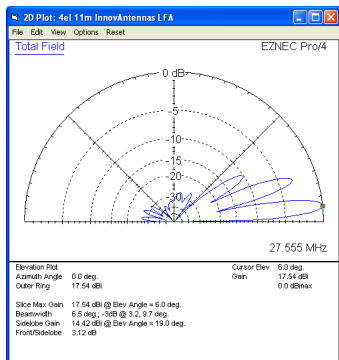 2D Plot: 4el 11m InnovAntennas LFA
File Edit View Options Reset
Total Field
EZNEC Pro/4
0 dB
-5
-10
-15
-20
-30
27.555 MHz
Elevation Plot
Azimuth Angle 0.0 deg.
Outer Ring 17.54 dBi
Cursor Elev 6.0 deg.
Gain 17.54 dBi
0.0 dBmax
Slice Max Gain 17.54 dBi @ Elev Angle = 6.0 deg.
Beamwidth 6.5 deg.; -3dB @ 3.2, 9.7 deg.
Sidelobe Gain 14.42 dBi @ Elev Angle = 19.0 deg.
Front/Sidelobe 3.12 dB